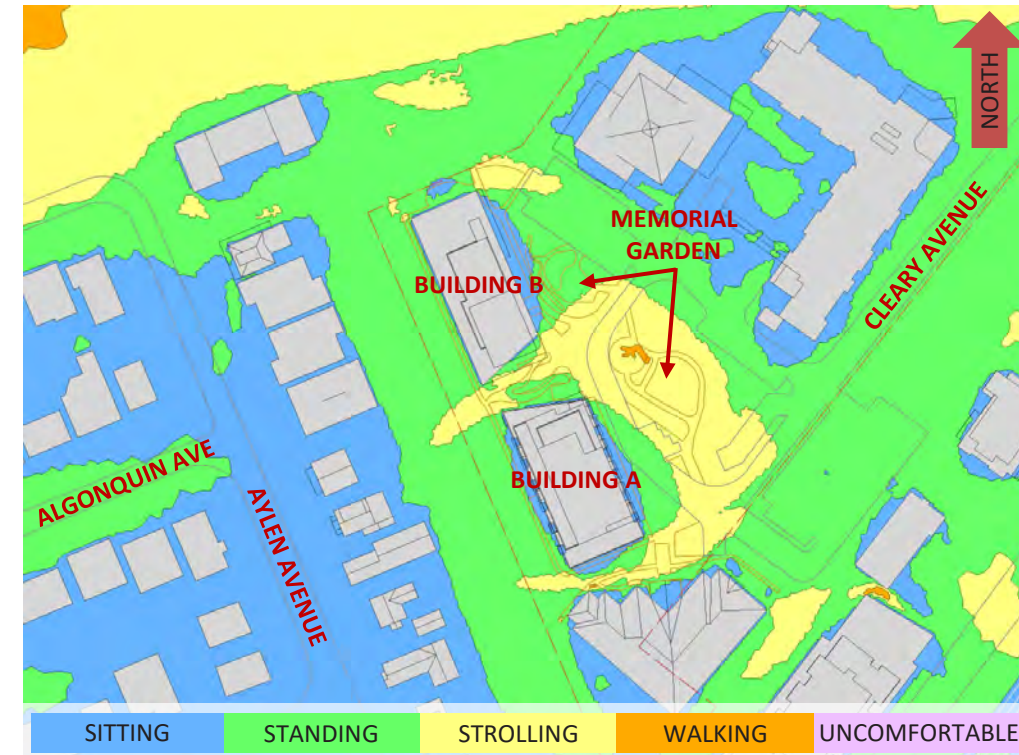 NORTH
MEMORIAL
GARDEN
CLEARY AVENUE
BUILDING B
BUILDING A
ALGONQUIN AVE
AYLEN AVENUE
SITTING
STANDING
STROLLING
WALKING
UNCOMFORTABLE